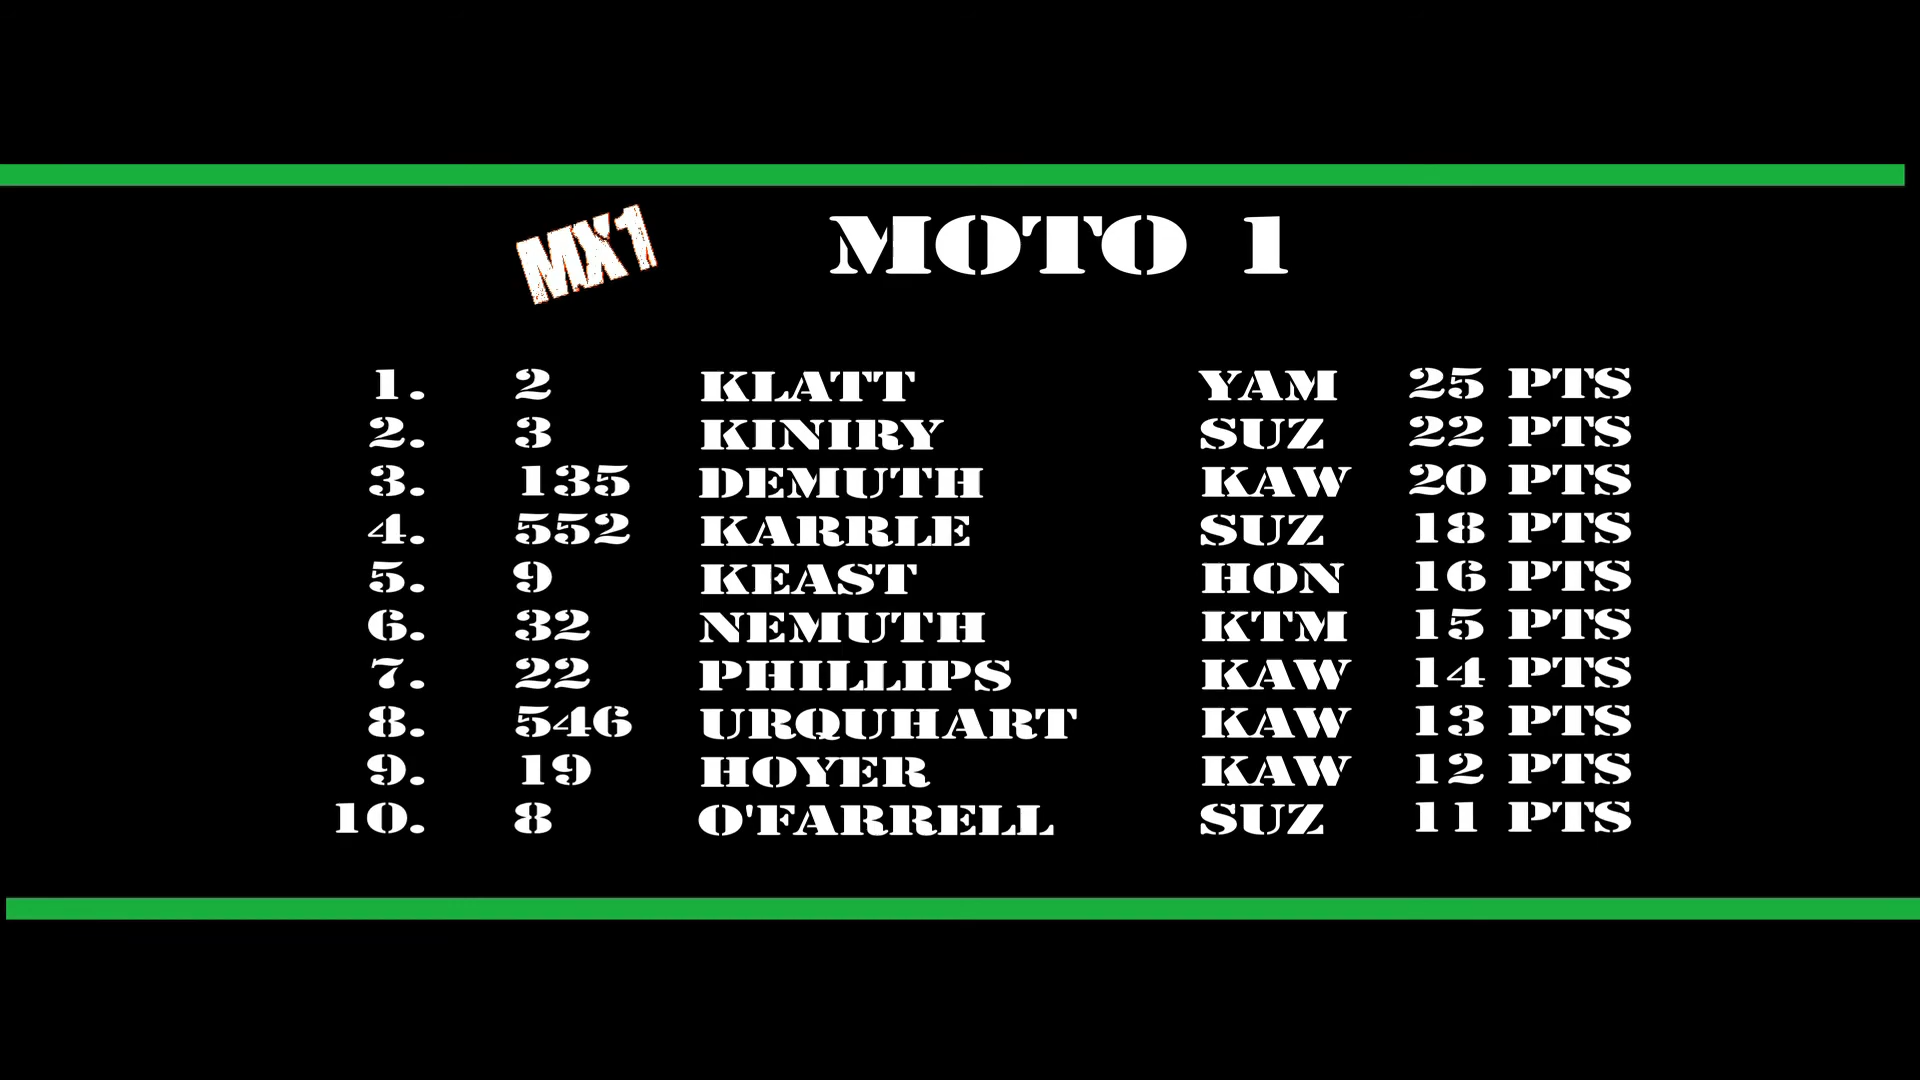 MX1 MOTO 1
1. 2 KLATT YAM 25 PTS
2. 3 KINIRY SUZ 22 PTS
3. 135 DEMUTH KAW 20 PTS
4. 552 KARRLE SUZ 18 PTS
5. 9 KEAST HON 16 PTS
6. 32 NEMUTH KTM 15 PTS
7. 22 PHILLIPS KAW 14 PTS
8. 546 URQUHART KAW 13 PTS
9. 19 HOYER KAW 12 PTS
10. 8 O'FARRELL SUZ 11 PTS